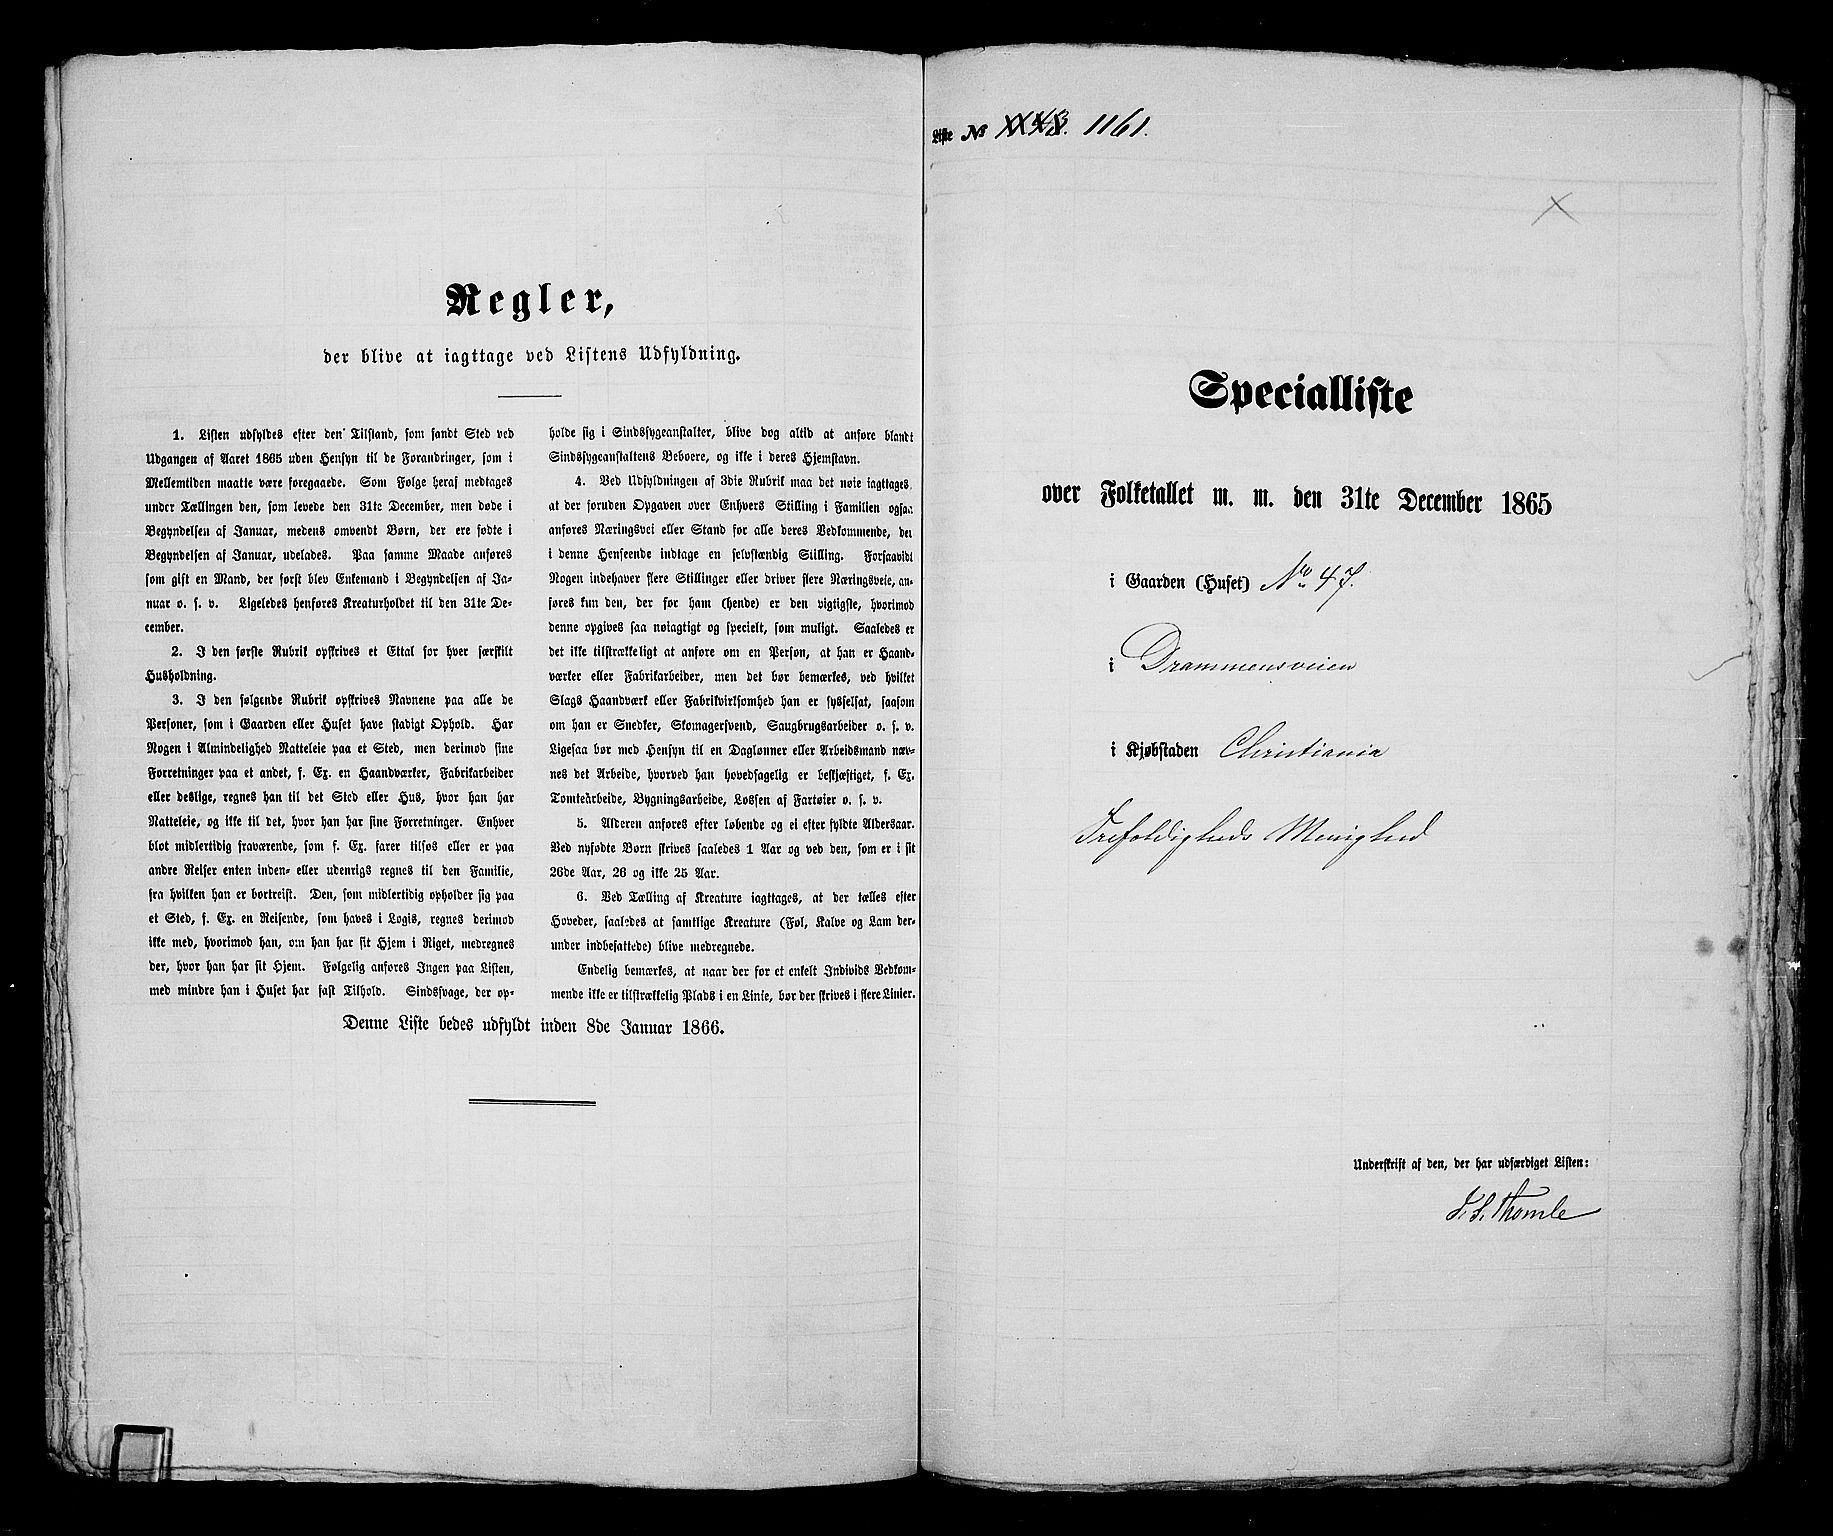 Regler,
der blive at iagttage ved Listens Udfyldning.
1. Listen udfyldes efter den Tilstand, som fandt Sted ved
Udgangen af Aaret 1865 uden Hensyn til de Forandringer, som i
Mellemtiden maatte være foregaaede. Som Følge heraf medtages
under Tællingen den, som levede den 31te December, men døde i
Begyndelsen af Januar, medens omvendt Børn, der ere fødte i
Begyndelsen af Januar, udelades. Paa samme Maade anføres
som gift en Mand, der først blev Enkemand i Begyndelsen af Ja-
nuar o. s. v. Ligeledes henføres Kreaturholdet til den 31te De-
cember.
2. I den første Rubrik opskrives et Ettal for hver særskilt
Husholdning.
3. I den følgende Rubrik opskrives Navnene paa alle de
Personer, som i Gaarden eller Huset have stadigt Ophold. Har
Nogen i Almindelighed Natteleie paa et Sted, men derimod sine
Forretninger paa et andet, f. Ex. en Haandværker, Fabrikarbeider
eller deslige, regnes han til det Sted eller Hus, hvor han har
Natteleie, og ikke til det, hvor han har sine Forretninger. Enhver
blot midlertidig fraværende, som f. Ex. farer tilsøs eller er paa
andre Reiser enten inden- eller udenrigs regnes til den Familie,
fra hvilken han er bortreist. Den, som midlertidig opholder sig paa
et Sted, f. Ex. en Reisende, som haves i Logis, regnes derimod
ikke med, hvorimod han, om han har sit Hjem i Riget, medregnes
der, hvor han har sit Hjem. Følgelig anføres Ingen paa Listen,
med mindre han i Huset har fast Tilhold. Sindssvage, der op-
holde sig i Sindssygeanstalter, blive dog altid at anføre blandt
Sindssygeanstaltens Beboere, og ikke i deres Hjemstavn.
4. Ved Udfyldningen af 3die Rubrik maa det nøie iagttages,
at der foruden Opgaven over Enhvers Stilling i Familien ogsaa
anføres Næringsvei eller Stand for alle deres Vedkommende, der
i denne Henseende indtage en selvstændig Stilling. Forsaavidt
Nogen indehaver flere Stillinger eller driver flere Næringsveie, an-
føres kun den, der for ham (hende) er den vigtigste, hvorimod
denne opgives saa nøiagtigt og specielt, som muligt. Saaledes er
det ikke tilstrækkeligt at anføre om en Person, at han er Haand-
værker eller Fabrikarbeider, men det bør bemærkes, ved hvilket
Slags Haandværk eller Fabrikvirksomhed han er sysselsat, saasom
om han er Snedker, Skomagersvend, Saugbrugsarbeider o. s. v.
Ligesaa bør med Hensyn til en Daglønner eller Arbeidsmand næv-
nes det Arbeide, hvorved han hovedsagelig er beskjæftiget, f. Ex.
Tomtearbeide, Bygningsarbeide, Lossen af Fartøier o. s. v.
5. Alderen anføres efter løbende og ei efter fyldte Aldersaar.
Ved nyfødte Børn skrives saaledes 1 Aar og ved den, som er i sit
26de Aar, 26 og ikke 25 Aar.
6. Ved Tælling af Kreature iagttages, at der tælles efter
Hoveder, saaledes at samtlige Kreature (Føl, Kalve og Lam der-
under indbefattede) blive medregnede.
Endelig bemærkes, at naar der for et enkelt Individs Vedkom-
mende ikke er tilstrækkelig Plads i en Linie, bør der skrives i flere Linier.
Denne Liste bedes udfyldt inden 8de Januar 1866.
Liste No 1161.
Specialliste
over Folketallet m. m. den 31te December 1865
i Gaarden (Huset) No 47.
i Drammensveien
i Kjøbstaden Christiania
Trefoldigheds Menighed
Underskrift af den, der har udfærdiget Listen:
Thomle